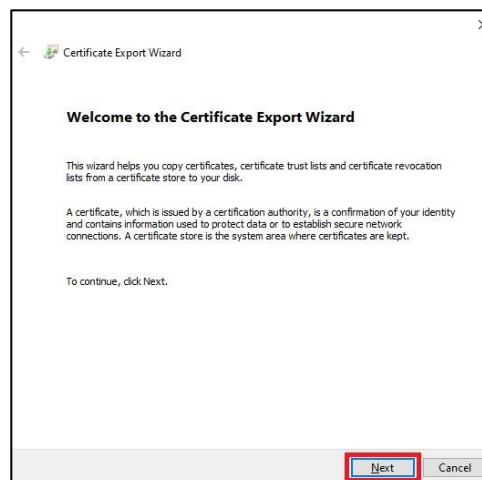 Certificate Export Wizard
Welcome to the Certificate Export Wizard
This wizard helps you copy certificates, certificate trust lists and certificate revocation
lists from a certificate store to your disk.
A certificate, which is issued by a certification authority, is a confirmation of your identity
and contains information used to protect data or to establish secure network
connections. A certificate store is the system area where certificates are kept.
To continue, click Next.
Next Cancel